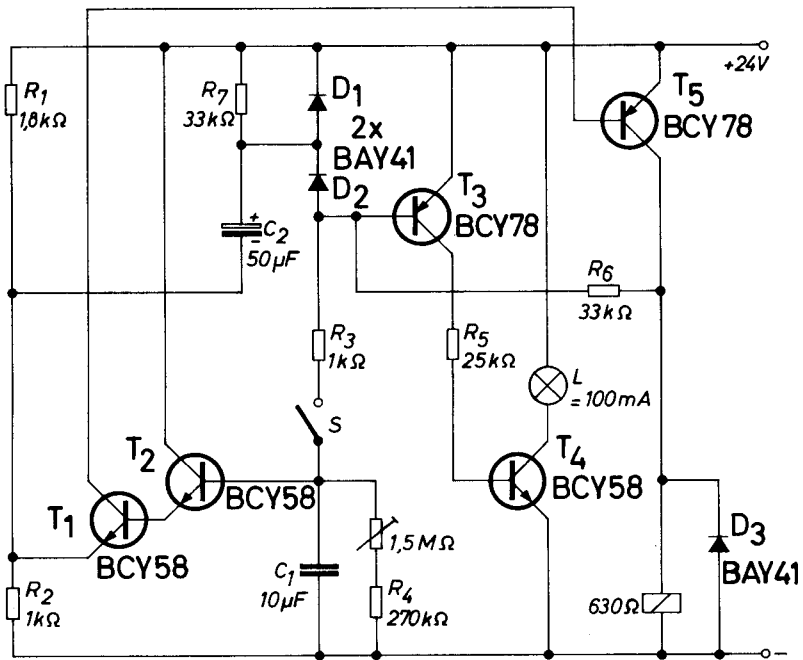 R1
1,8kΩ
R7
33kΩ
D1
2x
BAY41
D2
+24V
T5
BCY78
+
C2
−
50µF
T3
BCY78
R6
33kΩ
R3
1kΩ
R5
25kΩ
L
=100mA
S
T2
BCY58
T4
BCY58
T1
BCY58
1,5MΩ
D3
BAY41
C1
10µF
R4
270kΩ
R2
1kΩ
630Ω
−